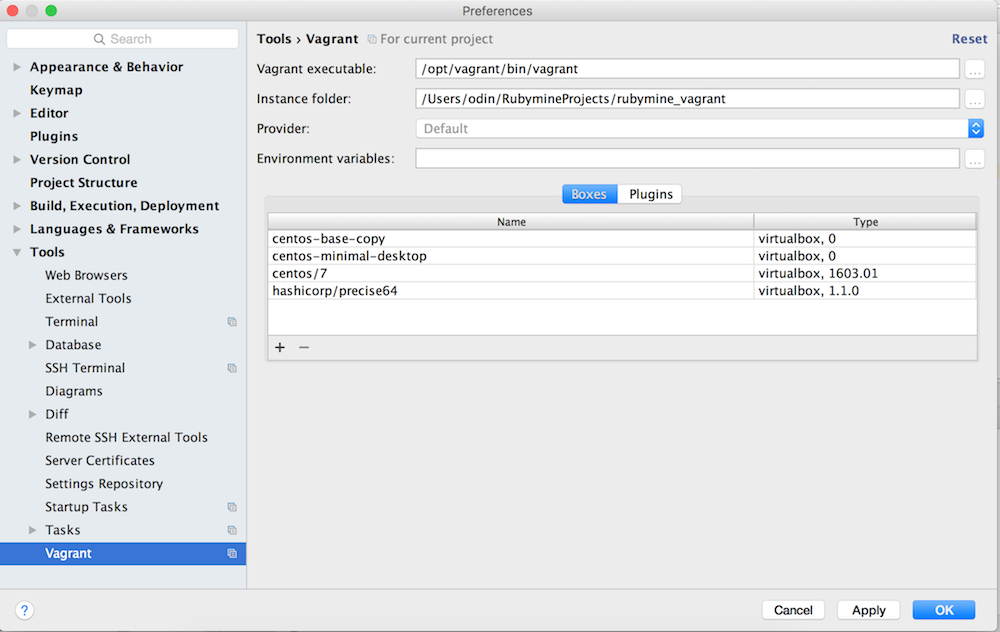 Preferences
Search
Appearance & Behavior
Keymap
Editor
Plugins
Version Control
Project Structure
Build, Execution, Deployment
Languages & Frameworks
Tools
Web Browsers
External Tools
Terminal
Database
SSH Terminal
Diagrams
Diff
Remote SSH External Tools
Server Certificates
Settings Repository
Startup Tasks
Tasks
Vagrant
Tools › Vagrant For current project Reset
Vagrant executable: /opt/vagrant/bin/vagrant ...
Instance folder: /Users/odin/RubymineProjects/rubymine_vagrant ...
Provider: Default
Environment variables: ...
Boxes Plugins
Name Type
centos-base-copy virtualbox, 0
centos-minimal-desktop virtualbox, 0
centos/7 virtualbox, 1603.01
hashicorp/precise64 virtualbox, 1.1.0
+ −
? Cancel Apply OK